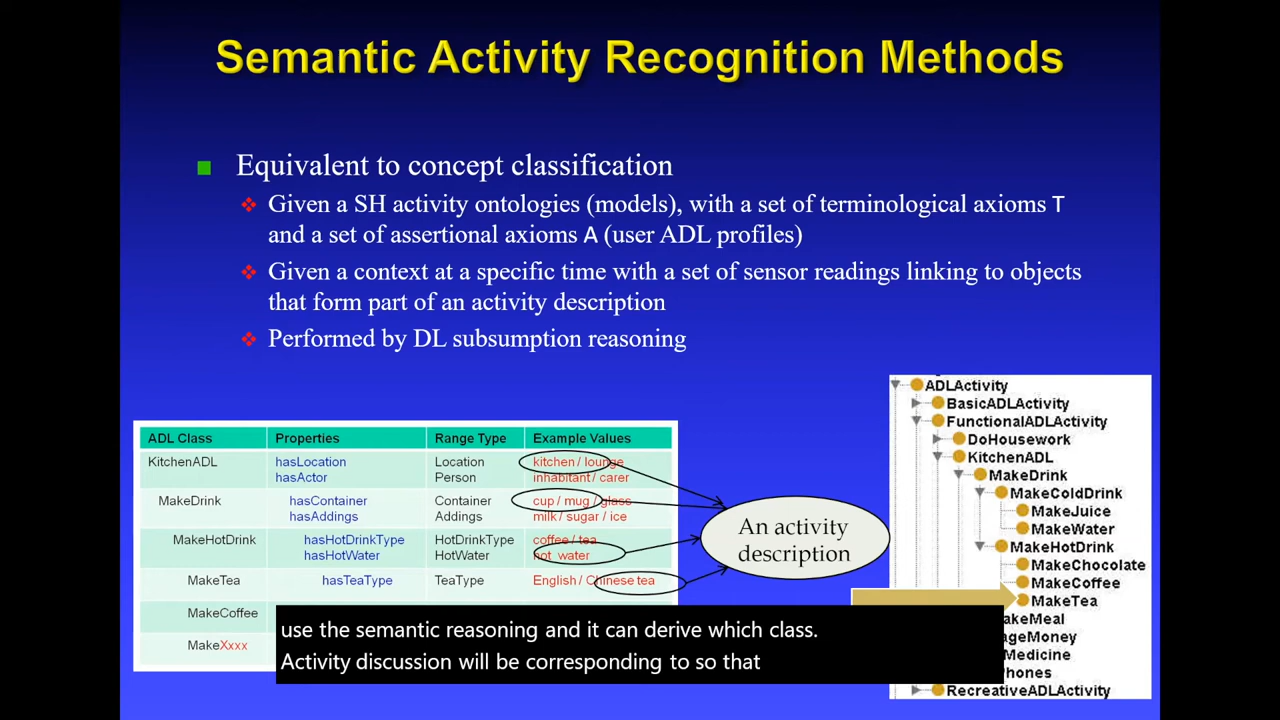 Semantic Activity Recognition Methods
Equivalent to concept classification
Given a SH activity ontologies (models), with a set of terminological axioms T
and a set of assertional axioms A (user ADL profiles)
Given a context at a specific time with a set of sensor readings linking to objects
that form part of an activity description
Performed by DL subsumption reasoning
ADL Class Properties Range Type Example Values
KitchenADL hasLocation Location kitchen / lounge
hasActor Person inhabitant / carer
MakeDrink hasContainer Container cup / mug / glass
hasAddings Addings milk / sugar / ice
MakeHotDrink hasHotDrinkType HotDrinkType coffee / tea
hasHotWater HotWater hot water
MakeTea hasTeaType TeaType English / Chinese tea
MakeCoffee
MakeXxxx
An activity
description
ADLActivity
BasicADLActivity
FunctionalADLActivity
DoHousework
KitchenADL
MakeDrink
MakeColdDrink
MakeJuice
MakeWater
MakeHotDrink
MakeChocolate
MakeCoffee
MakeTea
akeMeal
ageMoney
Medicine
Phones
RecreativeADLActivity
use the semantic reasoning and it can derive which class.
Activity discussion will be corresponding to so that